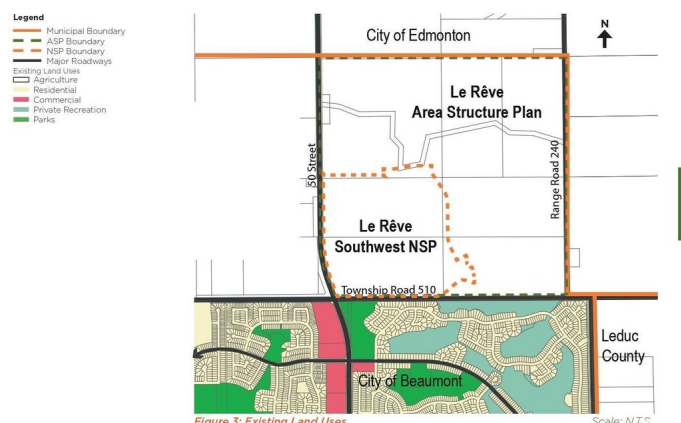 Legend
Municipal Boundary
ASP Boundary
NSP Boundary
Major Roadways
Existing Land Uses
Agriculture
Residential
Commercial
Private Recreation
Parks
City of Edmonton
N
Le Rêve
Area Structure Plan
50 Street
Range Road 240
Le Rêve
Southwest NSP
Township Road 510
Leduc
County
City of Beaumont
Figure 3: Existing Land Uses
Scale: N.T.S.